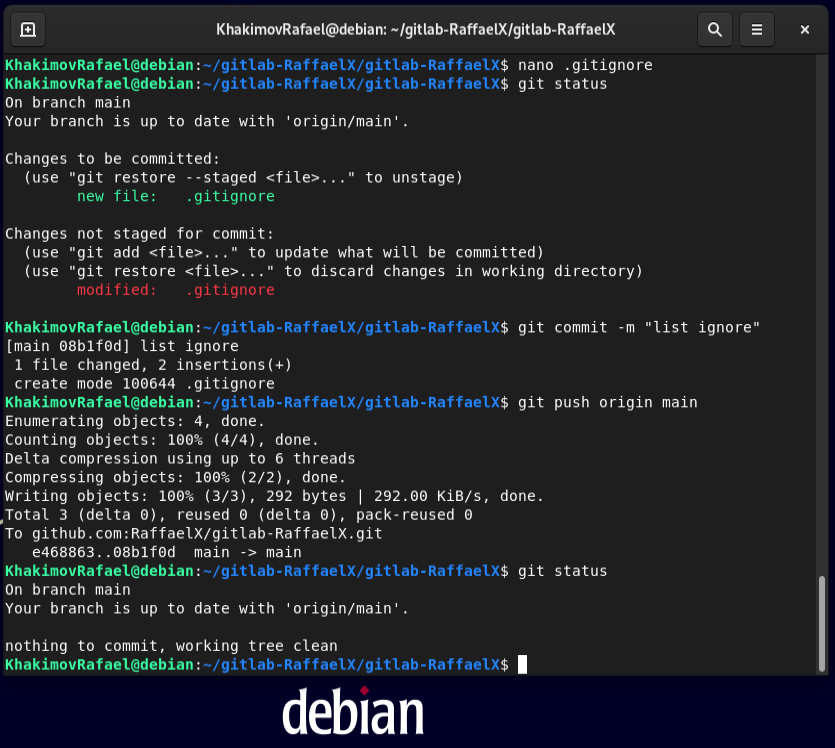 KhakimovRafael@debian: ~/gitlab-RaffaelX/gitlab-RaffaelX
KhakimovRafael@debian:~/gitlab-RaffaelX/gitlab-RaffaelX$ nano .gitignore
KhakimovRafael@debian:~/gitlab-RaffaelX/gitlab-RaffaelX$ git status
On branch main
Your branch is up to date with 'origin/main'.
Changes to be committed:
  (use "git restore --staged <file>..." to unstage)
        new file:   .gitignore
Changes not staged for commit:
  (use "git add <file>..." to update what will be committed)
  (use "git restore <file>..." to discard changes in working directory)
        modified:   .gitignore
KhakimovRafael@debian:~/gitlab-RaffaelX/gitlab-RaffaelX$ git commit -m "list ignore"
[main 08b1f0d] list ignore
 1 file changed, 2 insertions(+)
 create mode 100644 .gitignore
KhakimovRafael@debian:~/gitlab-RaffaelX/gitlab-RaffaelX$ git push origin main
Enumerating objects: 4, done.
Counting objects: 100% (4/4), done.
Delta compression using up to 6 threads
Compressing objects: 100% (2/2), done.
Writing objects: 100% (3/3), 292 bytes | 292.00 KiB/s, done.
Total 3 (delta 0), reused 0 (delta 0), pack-reused 0
To github.com:RaffaelX/gitlab-RaffaelX.git
   e468863..08b1f0d  main -> main
KhakimovRafael@debian:~/gitlab-RaffaelX/gitlab-RaffaelX$ git status
On branch main
Your branch is up to date with 'origin/main'.
nothing to commit, working tree clean
KhakimovRafael@debian:~/gitlab-RaffaelX/gitlab-RaffaelX$
debian